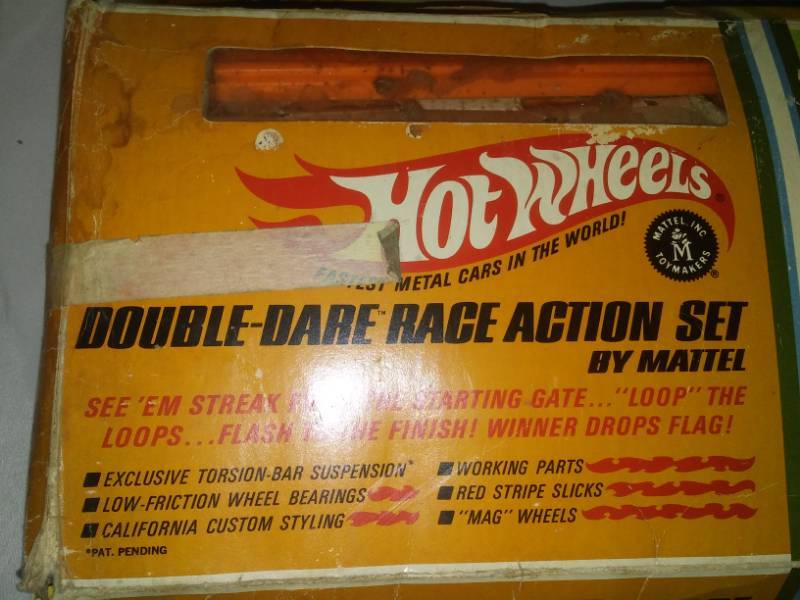 HOT WHEELS®
FASTEST METAL CARS IN THE WORLD!
MATTEL, INC.
M
TOYMAKERS
®
DOUBLE-DARE™ RACE ACTION SET
BY MATTEL
SEE 'EM STREAK STARTING GATE..."LOOP" THE
LOOPS...FLASH THE FINISH! WINNER DROPS FLAG!
■ EXCLUSIVE TORSION-BAR SUSPENSION*
■ LOW-FRICTION WHEEL BEARINGS
■ CALIFORNIA CUSTOM STYLING
*PAT. PENDING
■ WORKING PARTS
■ RED STRIPE SLICKS
■ "MAG" WHEELS